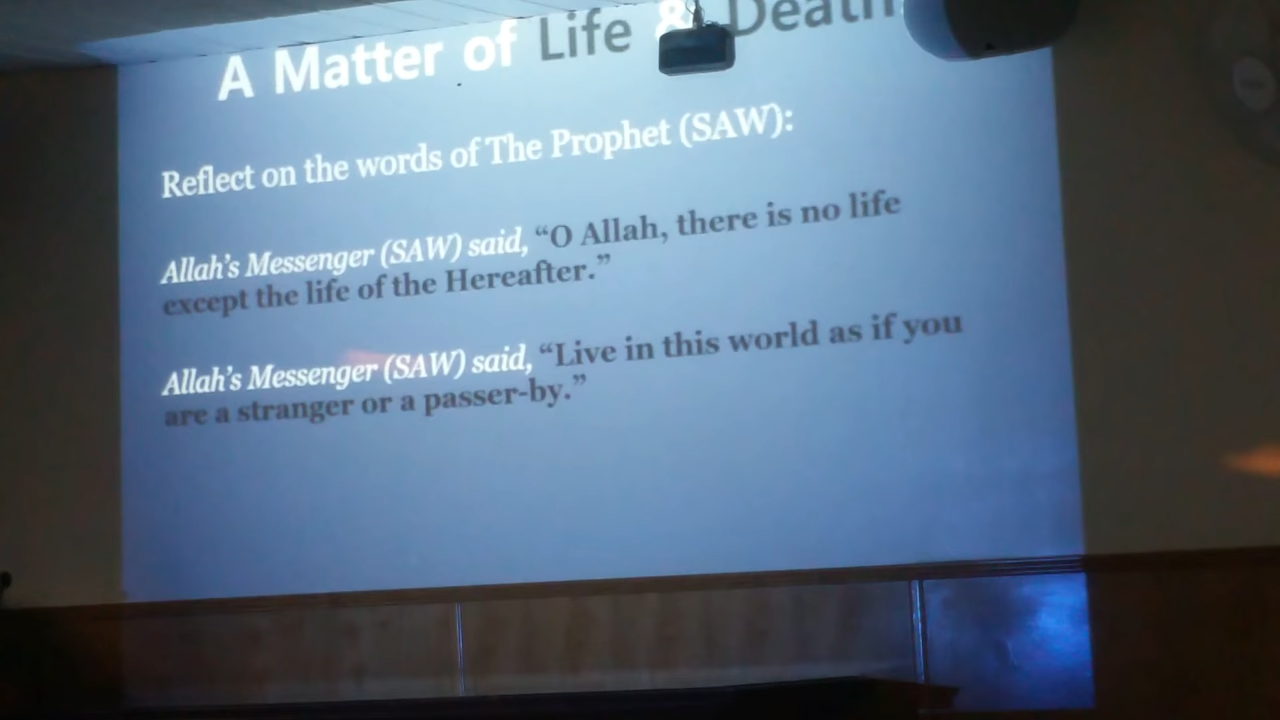 A Matter of Life & Death
Reflect on the words of The Prophet (SAW):
Allah's Messenger (SAW) said, “O Allah, there is no life
except the life of the Hereafter.”
Allah's Messenger (SAW) said, “Live in this world as if you
are a stranger or a passer-by.”